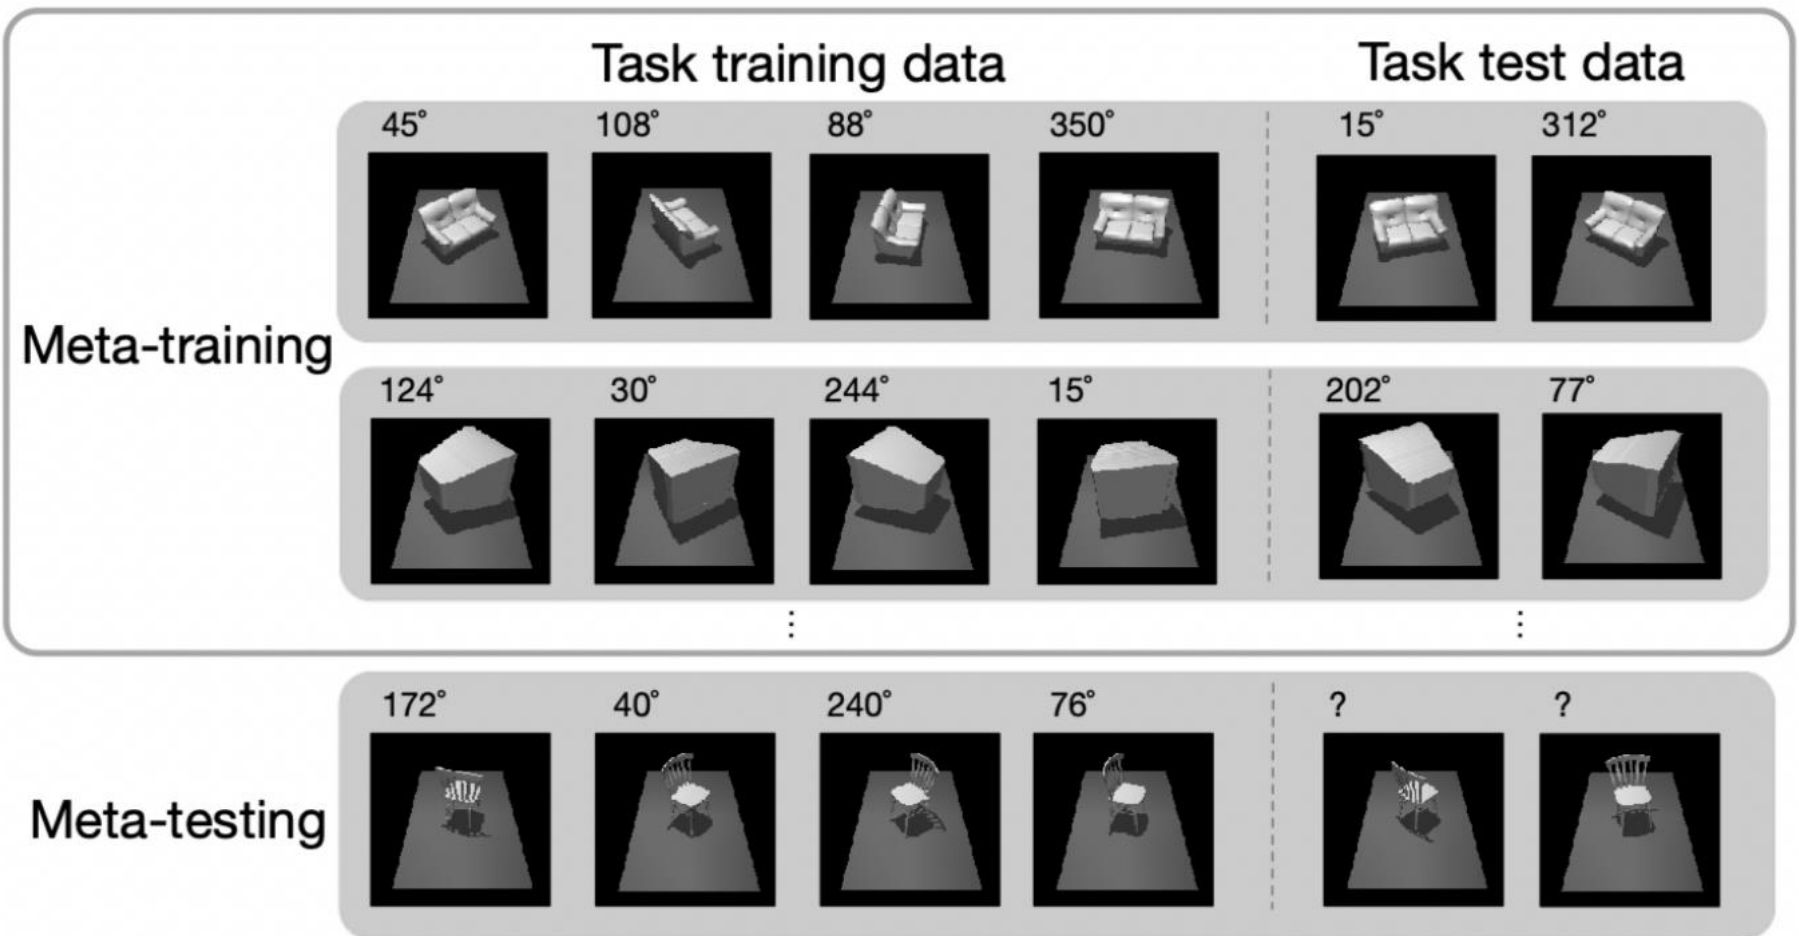 Task training data Task test data
45° 108° 88° 350° 15° 312°
Meta-training
124° 30° 244° 15° 202° 77°
⋮ ⋮
172° 40° 240° 76° ? ?
Meta-testing